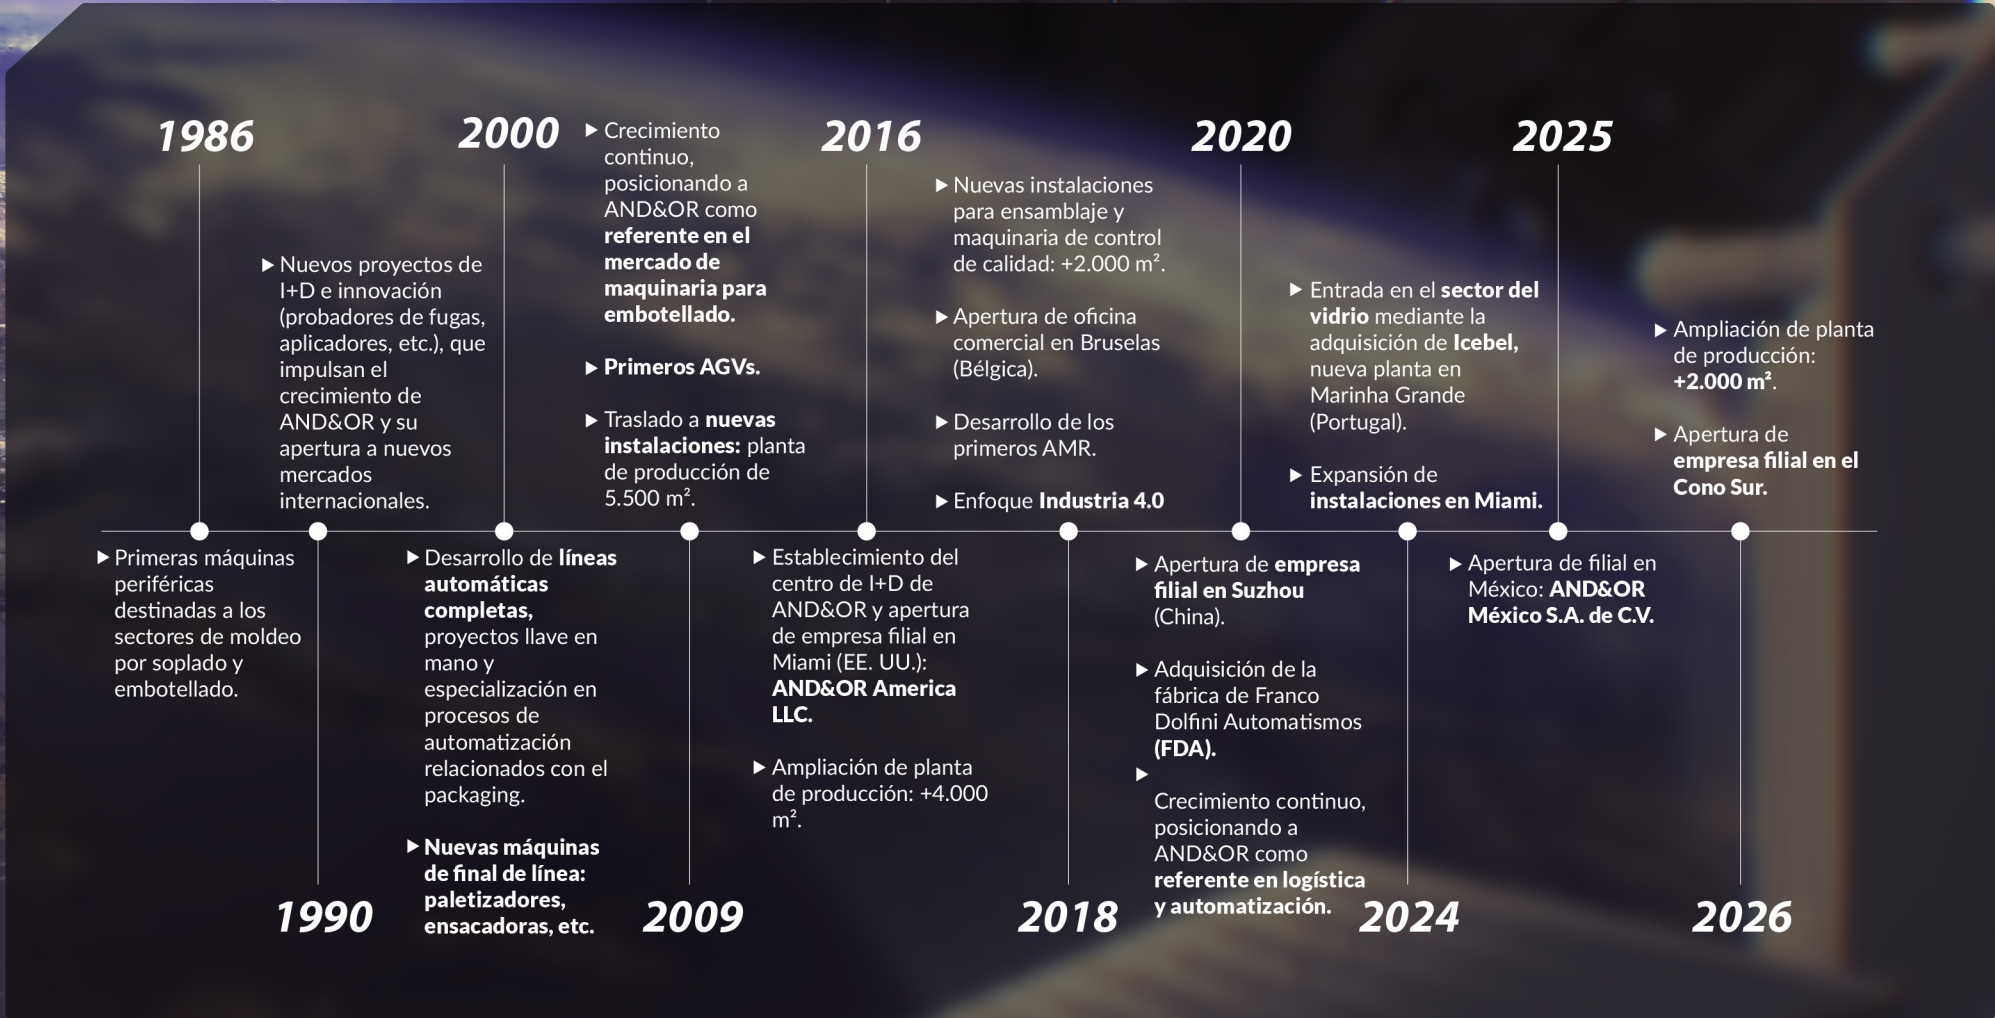 1986
▶ Primeras máquinas
periféricas
destinadas a los
sectores de moldeo
por soplado y
embotellado.
1990
▶ Nuevos proyectos de
I+D e innovación
(probadores de fugas,
aplicadores, etc.), que
impulsan el
crecimiento de
AND&OR y su
apertura a nuevos
mercados
internacionales.
2000
▶ Desarrollo de líneas
automáticas
completas,
proyectos llave en
mano y
especialización en
procesos de
automatización
relacionados con el
packaging.
▶ Nuevas máquinas
de final de línea:
paletizadores,
ensacadoras, etc.
2009
▶ Crecimiento
continuo,
posicionando a
AND&OR como
referente en el
mercado de
maquinaria para
embotellado.
▶ Primeros AGVs.
▶ Traslado a nuevas
instalaciones: planta
de producción de
5.500 m².
2016
▶ Establecimiento del
centro de I+D de
AND&OR y apertura
de empresa filial en
Miami (EE. UU.):
AND&OR America
LLC.
▶ Ampliación de planta
de producción: +4.000
m².
2018
▶ Nuevas instalaciones
para ensamblaje y
maquinaria de control
de calidad: +2.000 m².
▶ Apertura de oficina
comercial en Bruselas
(Bélgica).
▶ Desarrollo de los
primeros AMR.
▶ Enfoque Industria 4.0
2020
▶ Apertura de empresa
filial en Suzhou
(China).
▶ Adquisición de la
fábrica de Franco
Dolfini Automatismos
(FDA).
▶
Crecimiento continuo,
posicionando a
AND&OR como
referente en logística
y automatización.
2024
▶ Entrada en el sector del
vidrio mediante la
adquisición de Icebel,
nueva planta en
Marinha Grande
(Portugal).
▶ Expansión de
instalaciones en Miami.
2025
▶ Apertura de filial en
México: AND&OR
México S.A. de C.V.
2026
▶ Ampliación de planta
de producción:
+2.000 m².
▶ Apertura de
empresa filial en el
Cono Sur.